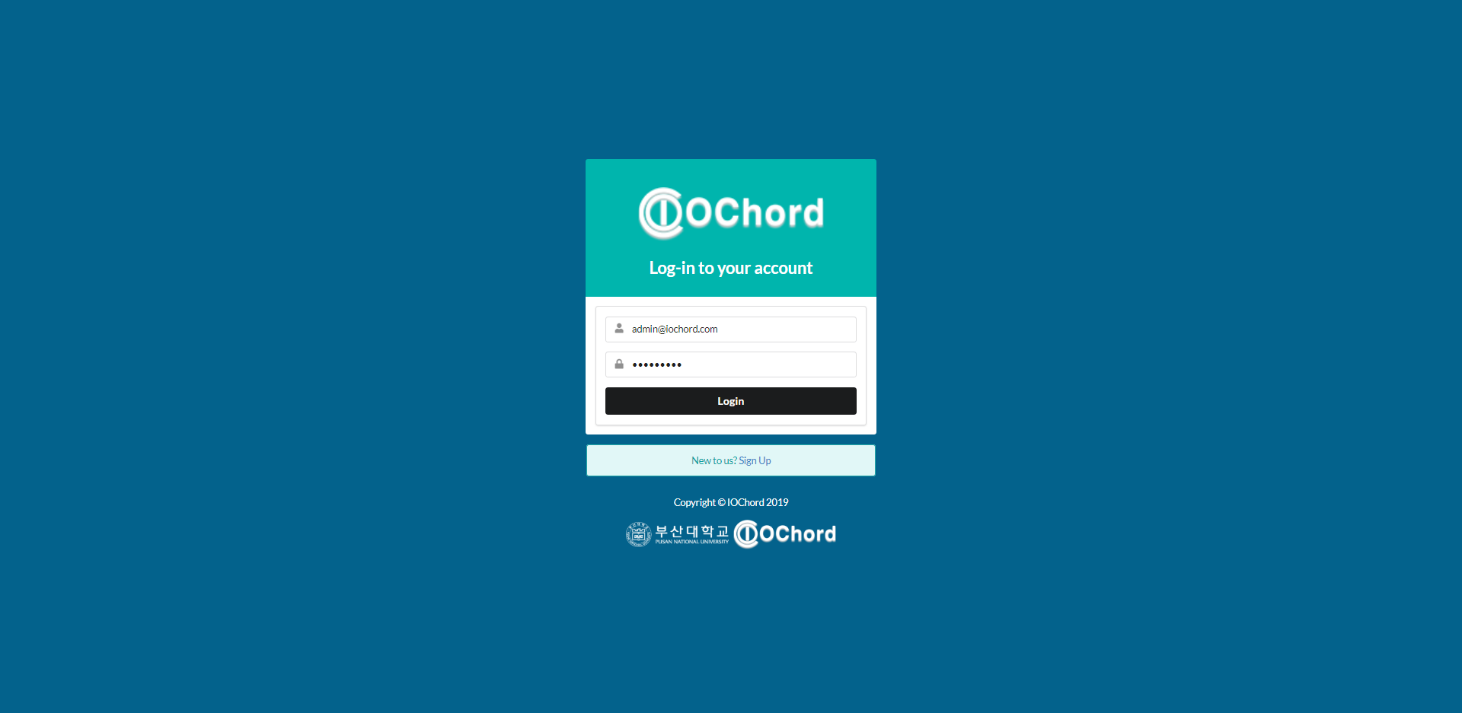 IOChord
Log-in to your account
admin@iochord.com
•••••••••
Login
New to us? Sign Up
Copyright © IOChord 2019
부산대학교
PUSAN NATIONAL UNIVERSITY
IOChord